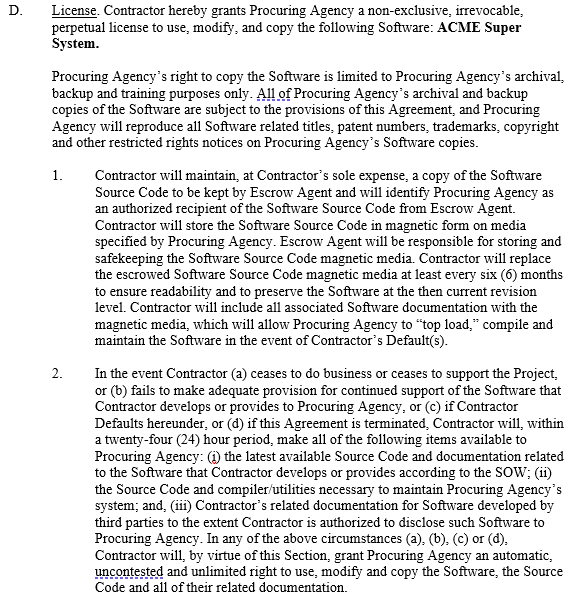 D. License. Contractor hereby grants Procuring Agency a non-exclusive, irrevocable,
perpetual license to use, modify, and copy the following Software: ACME Super
System.
Procuring Agency's right to copy the Software is limited to Procuring Agency's archival,
backup and training purposes only. All of Procuring Agency's archival and backup
copies of the Software are subject to the provisions of this Agreement, and Procuring
Agency will reproduce all Software related titles, patent numbers, trademarks, copyright
and other restricted rights notices on Procuring Agency's Software copies.
1. Contractor will maintain, at Contractor's sole expense, a copy of the Software
Source Code to be kept by Escrow Agent and will identify Procuring Agency as
an authorized recipient of the Software Source Code from Escrow Agent.
Contractor will store the Software Source Code in magnetic form on media
specified by Procuring Agency. Escrow Agent will be responsible for storing and
safekeeping the Software Source Code magnetic media. Contractor will replace
the escrowed Software Source Code magnetic media at least every six (6) months
to ensure readability and to preserve the Software at the then current revision
level. Contractor will include all associated Software documentation with the
magnetic media, which will allow Procuring Agency to “top load,” compile and
maintain the Software in the event of Contractor's Default(s).
2. In the event Contractor (a) ceases to do business or ceases to support the Project,
or (b) fails to make adequate provision for continued support of the Software that
Contractor develops or provides to Procuring Agency, or (c) if Contractor
Defaults hereunder, or (d) if this Agreement is terminated, Contractor will, within
a twenty-four (24) hour period, make all of the following items available to
Procuring Agency: (i) the latest available Source Code and documentation related
to the Software that Contractor develops or provides according to the SOW; (ii)
the Source Code and compiler/utilities necessary to maintain Procuring Agency's
system; and, (iii) Contractor's related documentation for Software developed by
third parties to the extent Contractor is authorized to disclose such Software to
Procuring Agency. In any of the above circumstances (a), (b), (c) or (d),
Contractor will, by virtue of this Section, grant Procuring Agency an automatic,
uncontested and unlimited right to use, modify and copy the Software, the Source
Code and all of their related documentation.